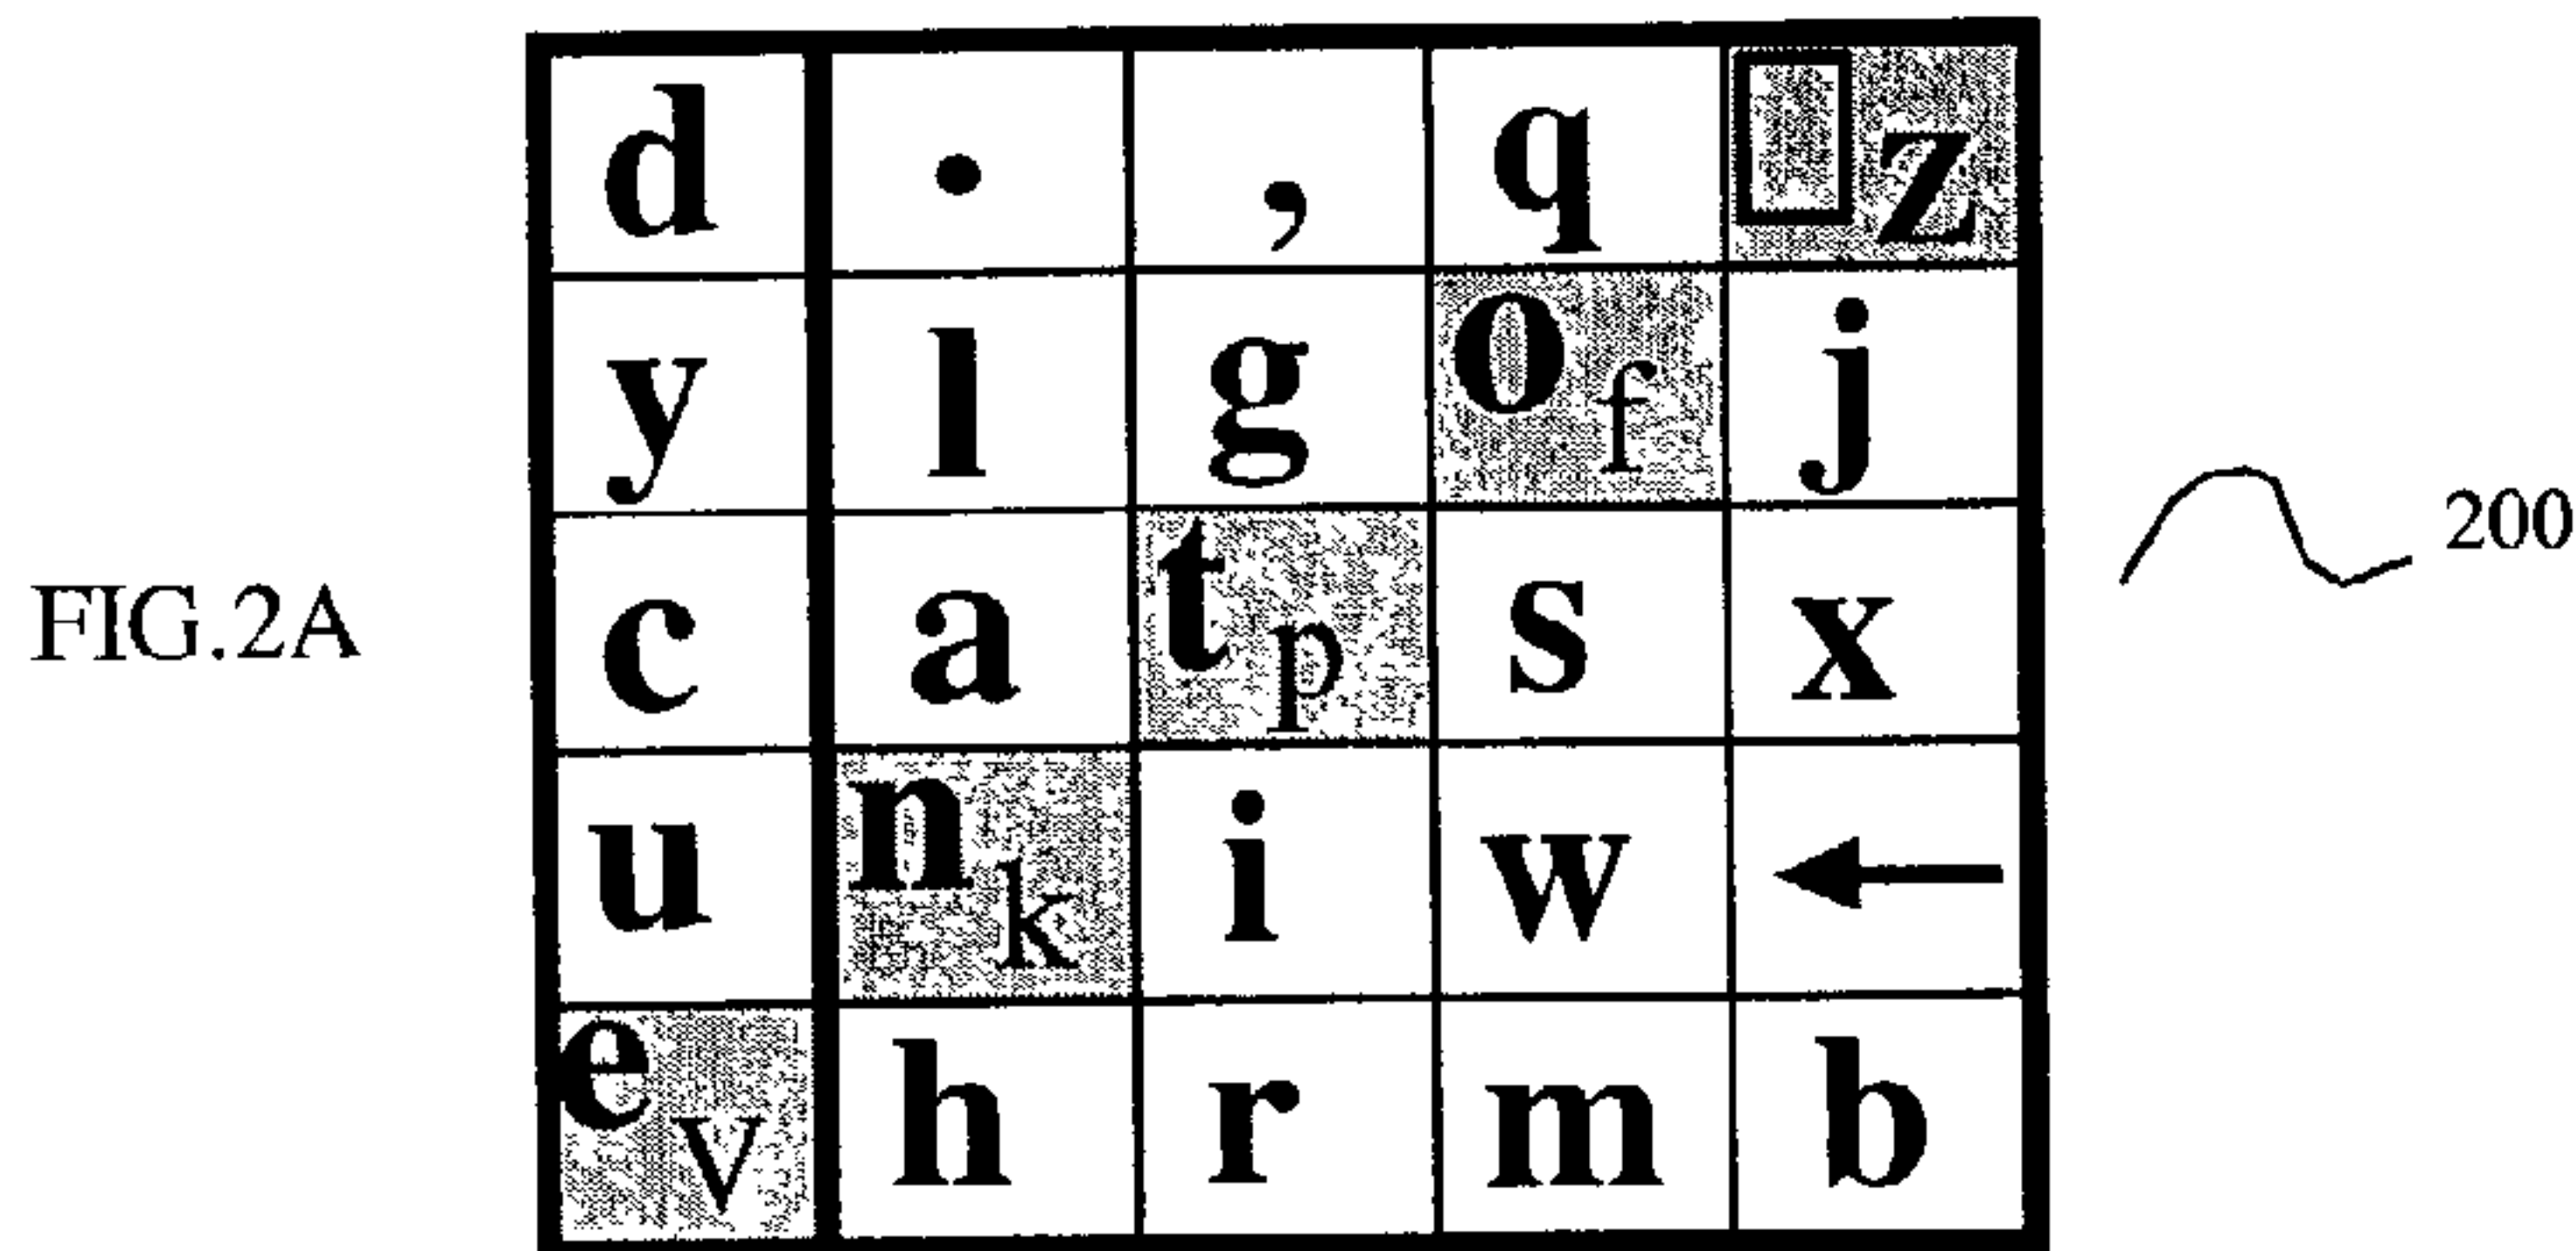 d . , q z
y l g o f j
200
FIG.2A
c a t p s x
u n k i w ←
e v h r m b